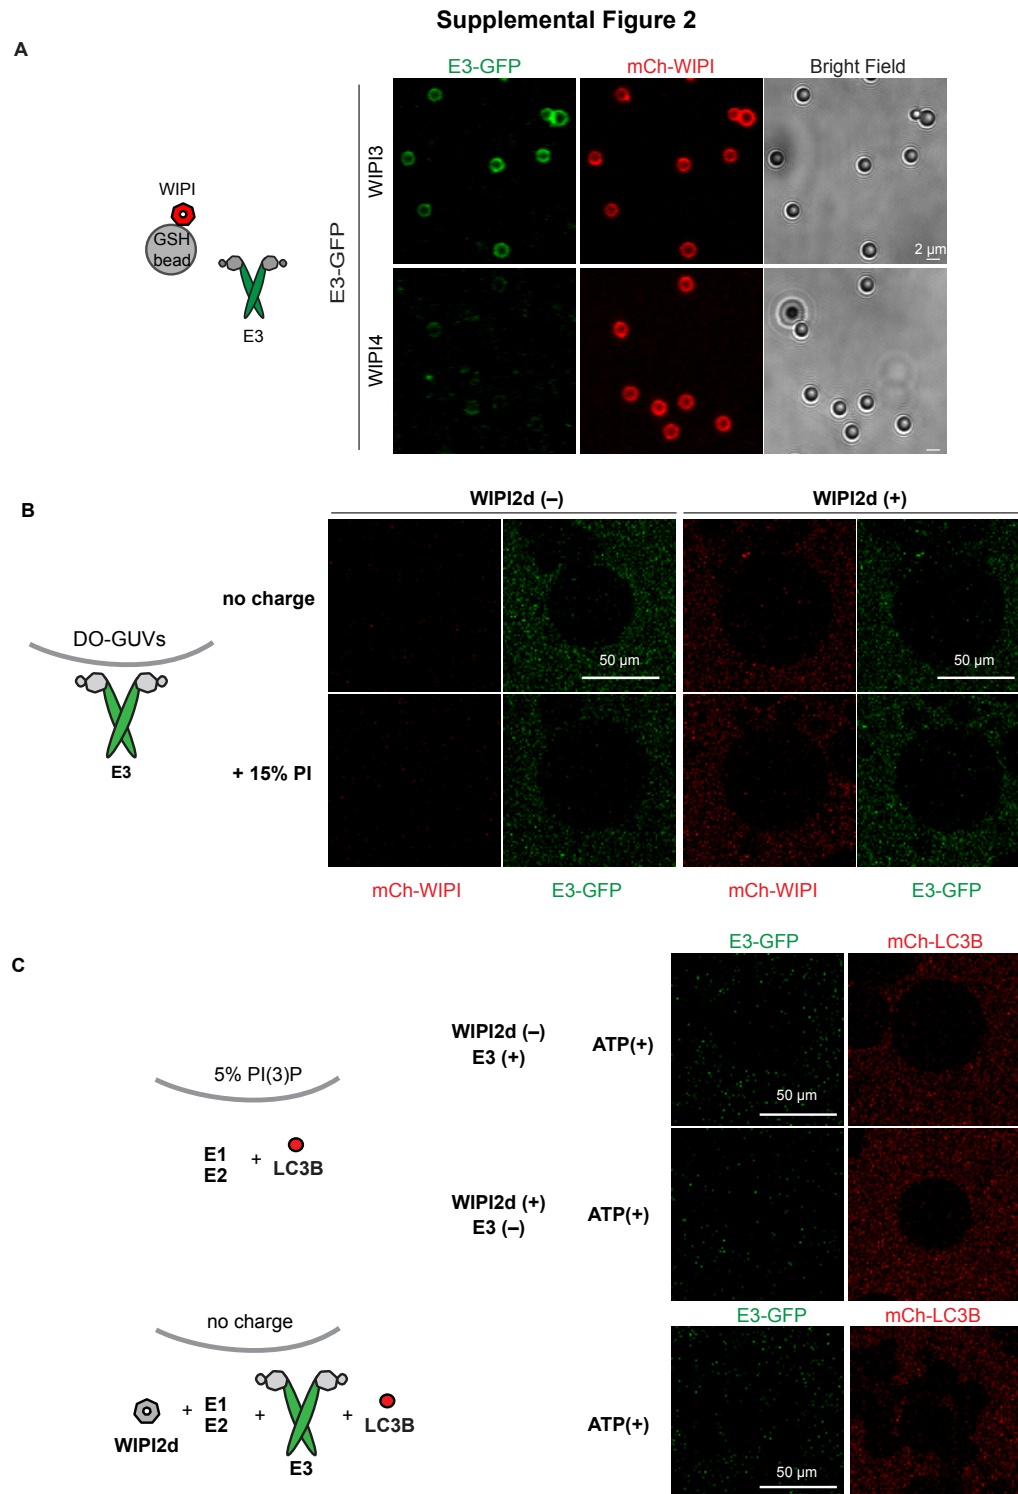 Supplemental Figure 2
A
E3-GFP
mCh-WIPI
Bright Field
WIPI
GSH
bead
E3
E3-GFP
WIPI3
2 µm
WIPI4
B
WIPI2d (–)
WIPI2d (+)
no charge
DO-GUVs
E3
50 µm
50 µm
+ 15% PI
mCh-WIPI
E3-GFP
mCh-WIPI
E3-GFP
C
E3-GFP
mCh-LC3B
5% PI(3)P
E1
E2
+
LC3B
WIPI2d (–)
E3 (+)
ATP(+)
50 µm
WIPI2d (+)
E3 (–)
ATP(+)
E3-GFP
mCh-LC3B
no charge
WIPI2d
+
E1
E2
+
E3
+
LC3B
ATP(+)
50 µm